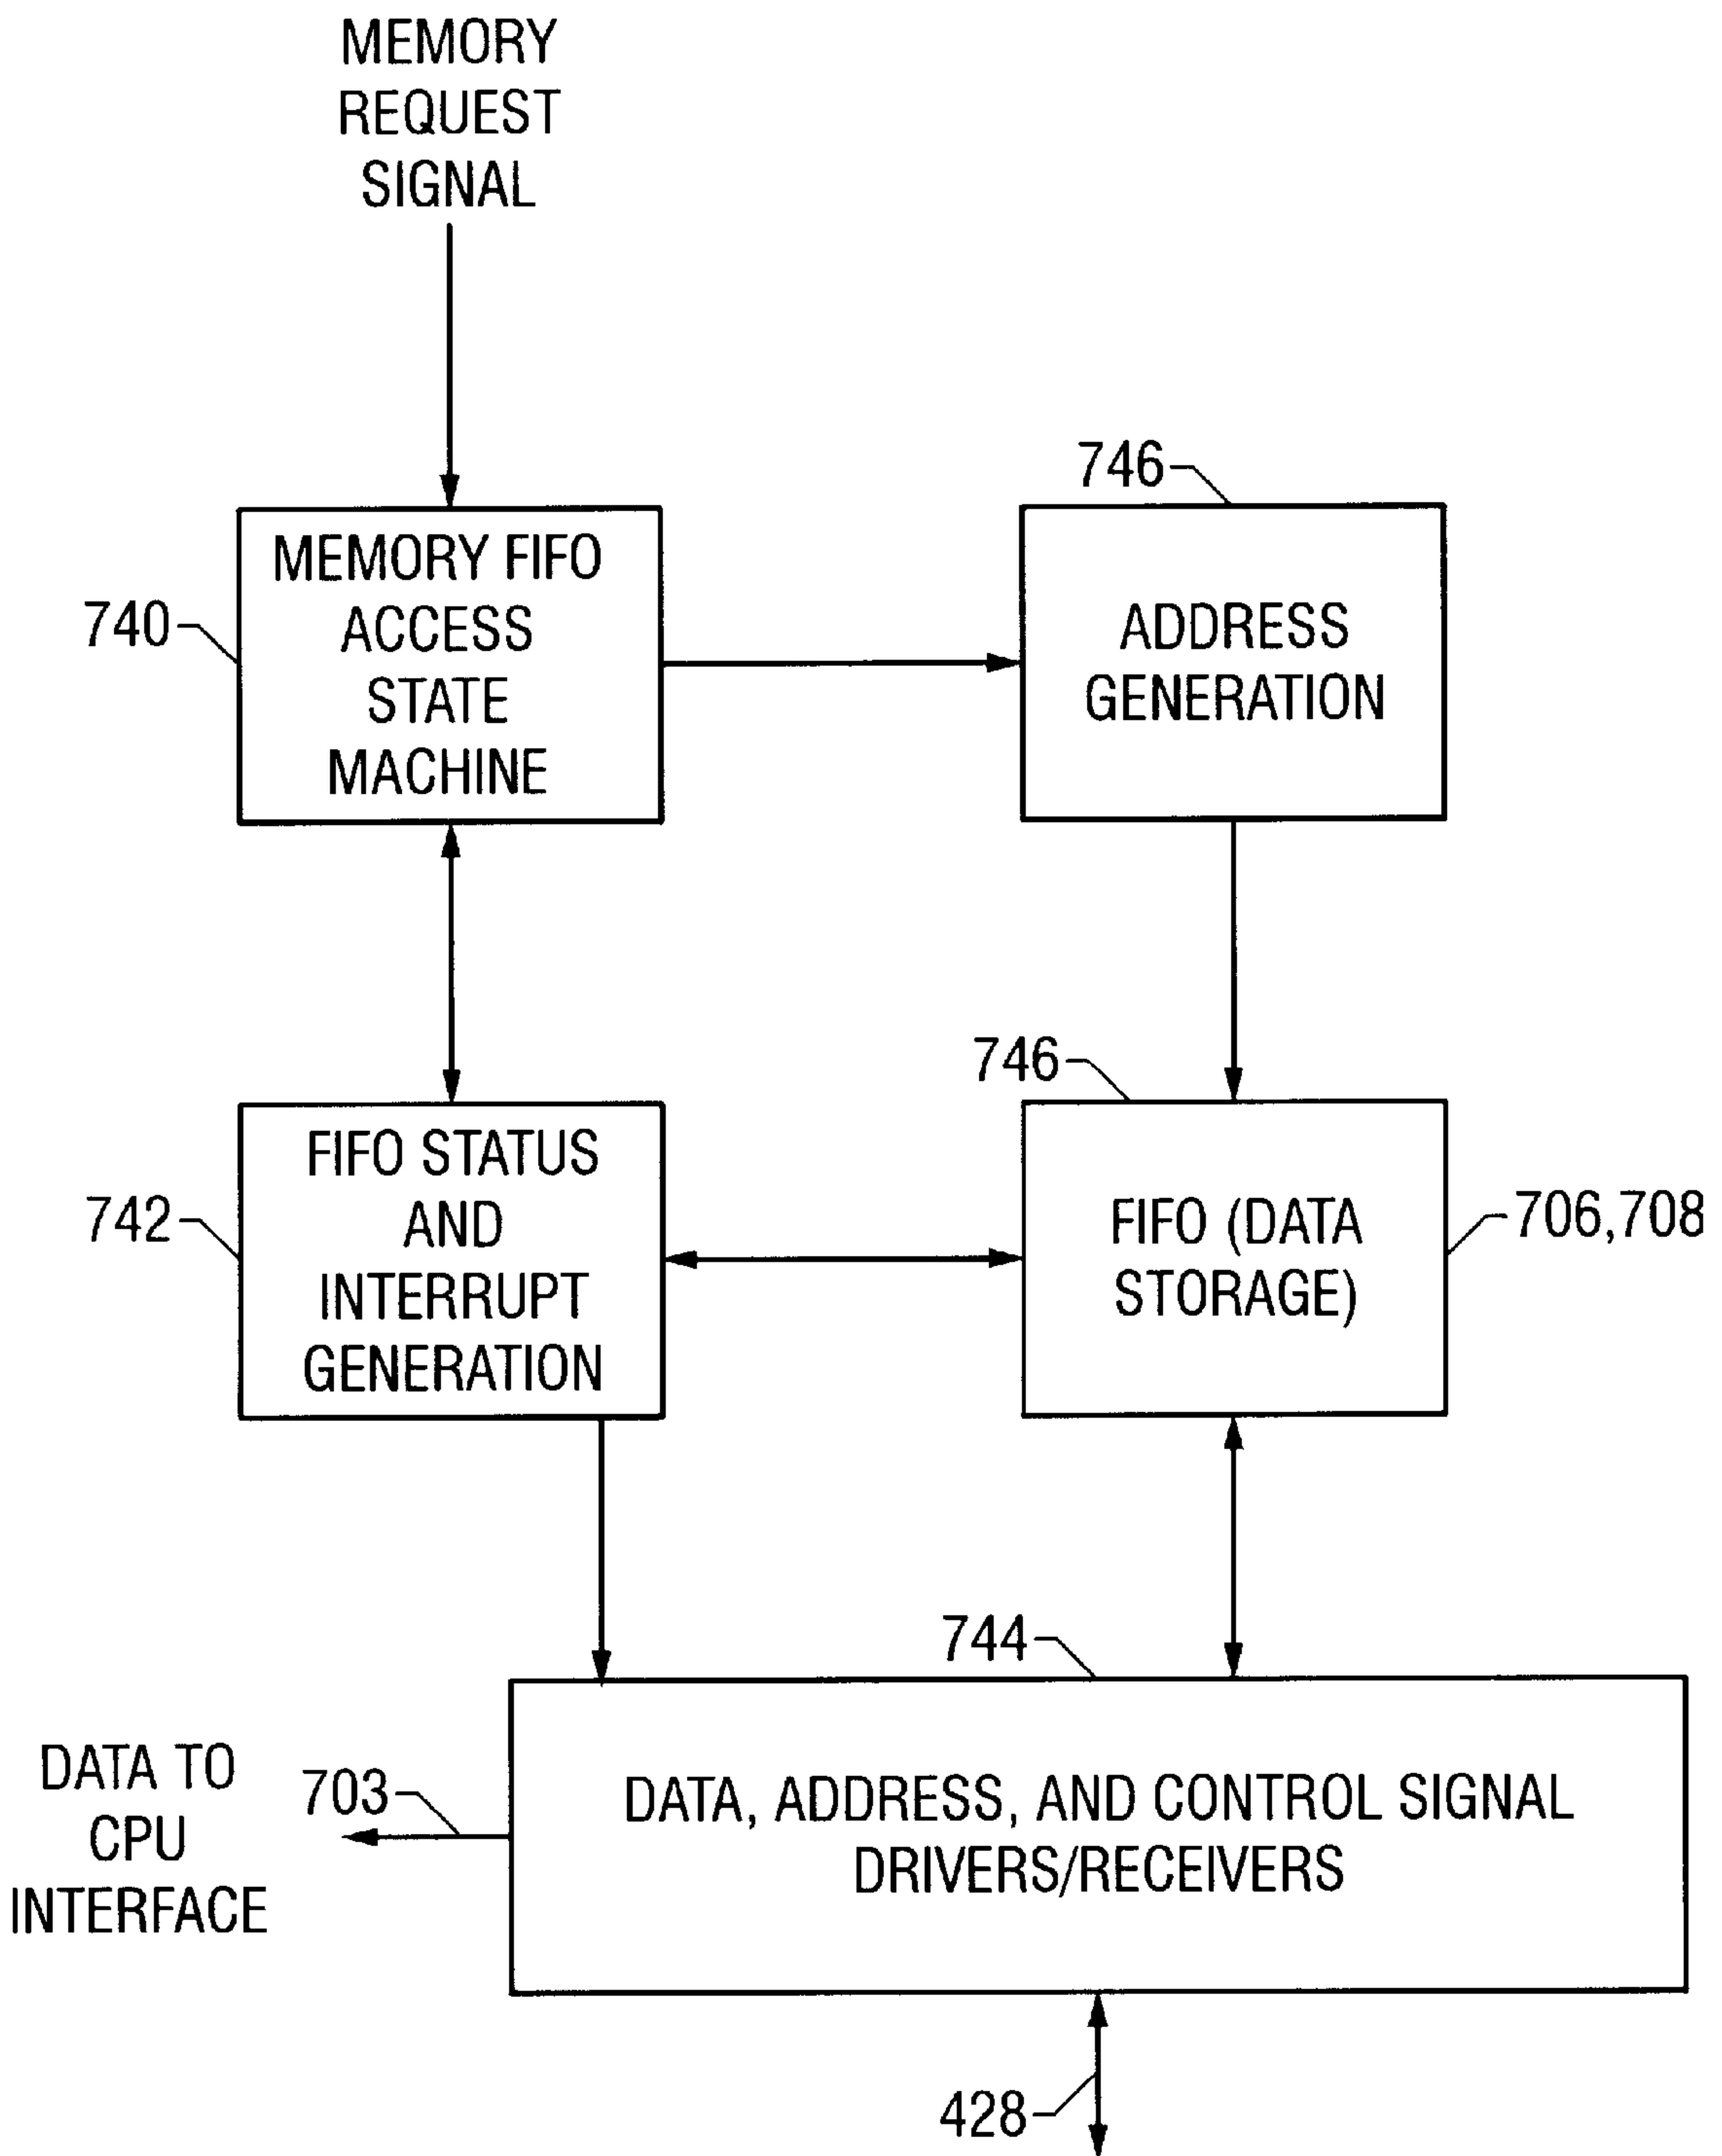 MEMORY
REQUEST
SIGNAL
746
MEMORY FIFO
ACCESS
STATE
MACHINE
740
ADDRESS
GENERATION
746
FIFO STATUS
AND
INTERRUPT
GENERATION
742
FIFO (DATA
STORAGE)
706,708
744
DATA TO
CPU
INTERFACE
703
DATA, ADDRESS, AND CONTROL SIGNAL
DRIVERS/RECEIVERS
428